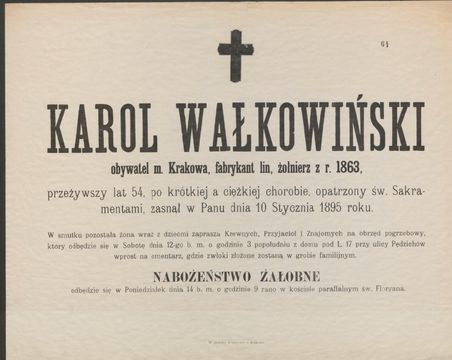 64
KAROL WAŁKOWIŃSKI
obywatel m. Krakowa, fabrykant lin, żołnierz z r. 1863,
przeżywszy lat 54, po krótkiej a ciężkiej chorobie, opatrzony św. Sakra-
mentami, zasnął w Panu dnia 10 Stycznia 1895 roku.
W smutku pozostała żona wraz z dziećmi zaprasza Krewnych, Przyjaciół i Znajomych na obrzęd pogrzebowy,
który odbędzie się w Sobotę dnia 12-go b. m. o godzinie 3 popołudniu z domu pod L. 17 przy ulicy Pędzichów
wprost na cmentarz, gdzie zwłoki złożone zostaną w grobie familijnym.
NABOŻEŃSTWO ŻAŁOBNE
odbędzie się w Poniedziałek dnia 14 b. m. o godzinie 9 rano w kościele parafialnym św. Floryana.